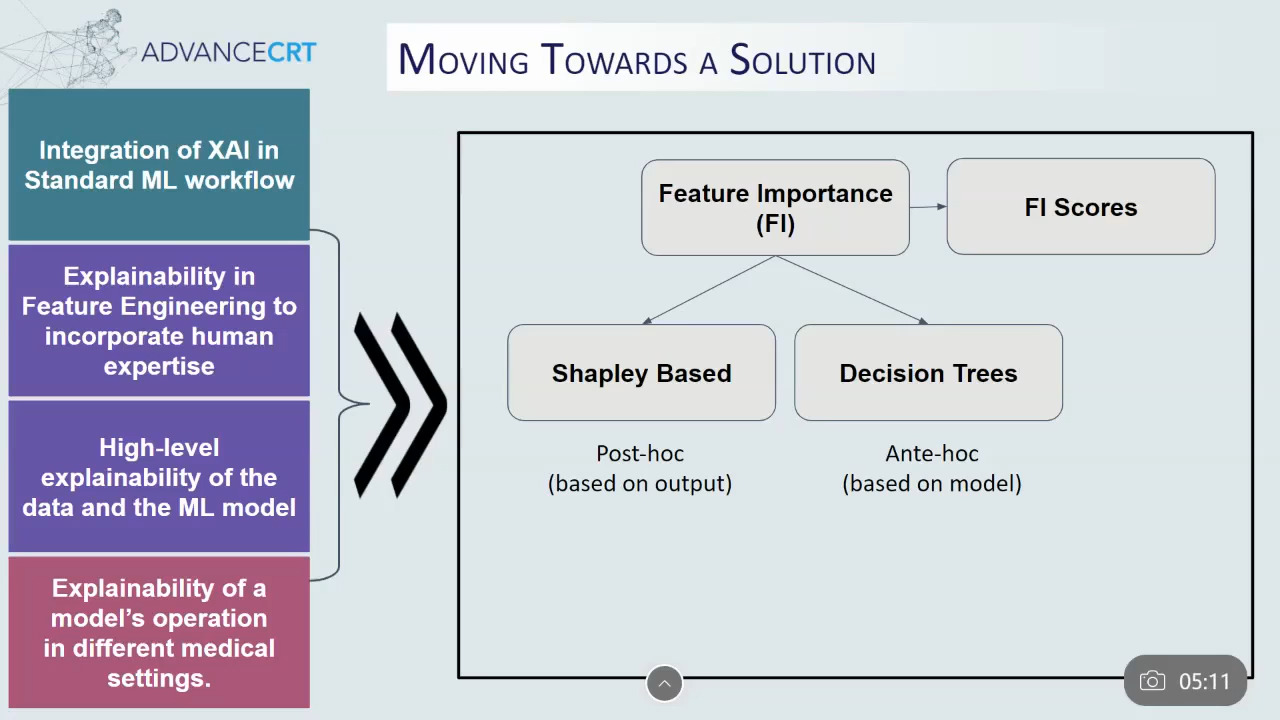 ADVANCECRT
MOVING TOWARDS A SOLUTION
Integration of XAI in
Standard ML workflow
Explainability in
Feature Engineering to
incorporate human
expertise
High-level
explainability of the
data and the ML model
Explainability of a
model’s operation
in different medical
settings.
Feature Importance
(FI)
FI Scores
Shapley Based
Decision Trees
Post-hoc
(based on output)
Ante-hoc
(based on model)
05:11